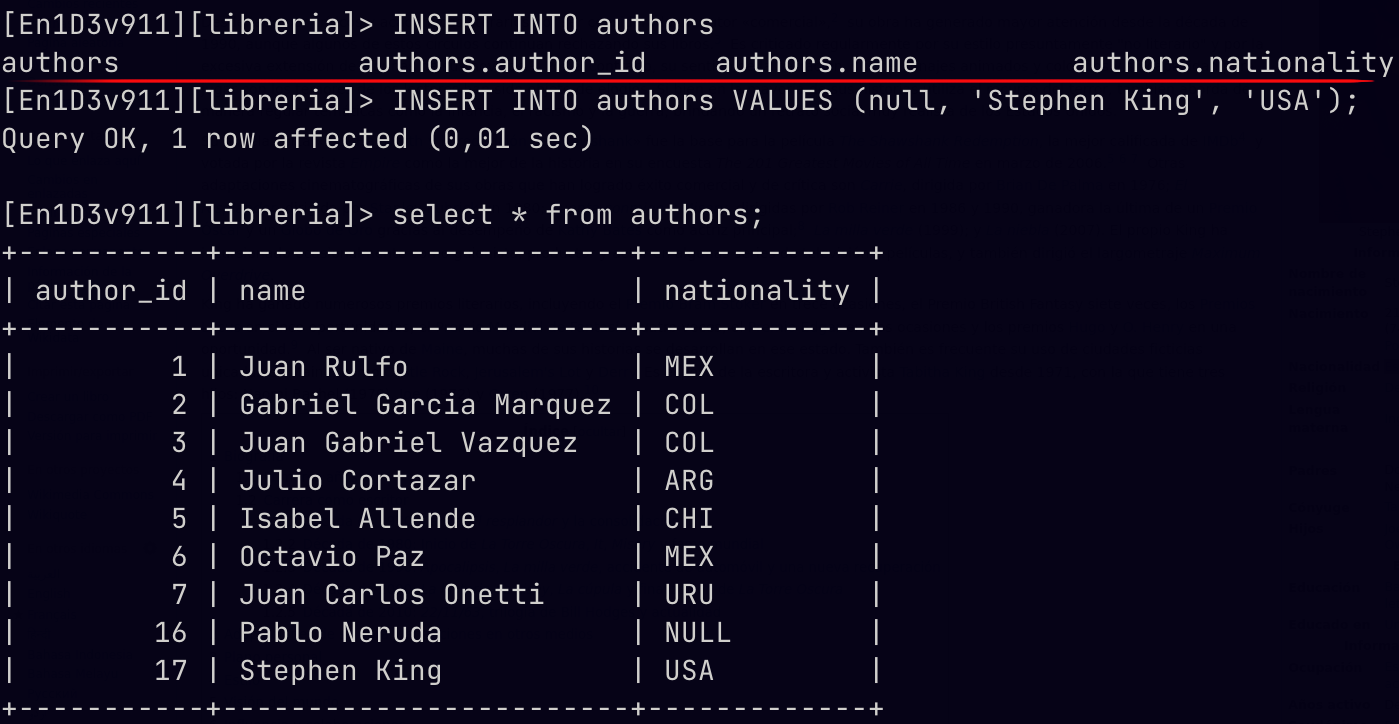 [En1D3v911][libreria]> INSERT INTO authors
authors              authors.author_id    authors.name         authors.nationality
[En1D3v911][libreria]> INSERT INTO authors VALUES (null, 'Stephen King', 'USA');
Query OK, 1 row affected (0,01 sec)

[En1D3v911][libreria]> select * from authors;
+-----------+------------------------+-------------+
| author_id | name                   | nationality |
+-----------+------------------------+-------------+
|         1 | Juan Rulfo             | MEX         |
|         2 | Gabriel Garcia Marquez | COL         |
|         3 | Juan Gabriel Vazquez   | COL         |
|         4 | Julio Cortazar         | ARG         |
|         5 | Isabel Allende         | CHI         |
|         6 | Octavio Paz            | MEX         |
|         7 | Juan Carlos Onetti     | URU         |
|        16 | Pablo Neruda           | NULL        |
|        17 | Stephen King           | USA         |
+-----------+------------------------+-------------+